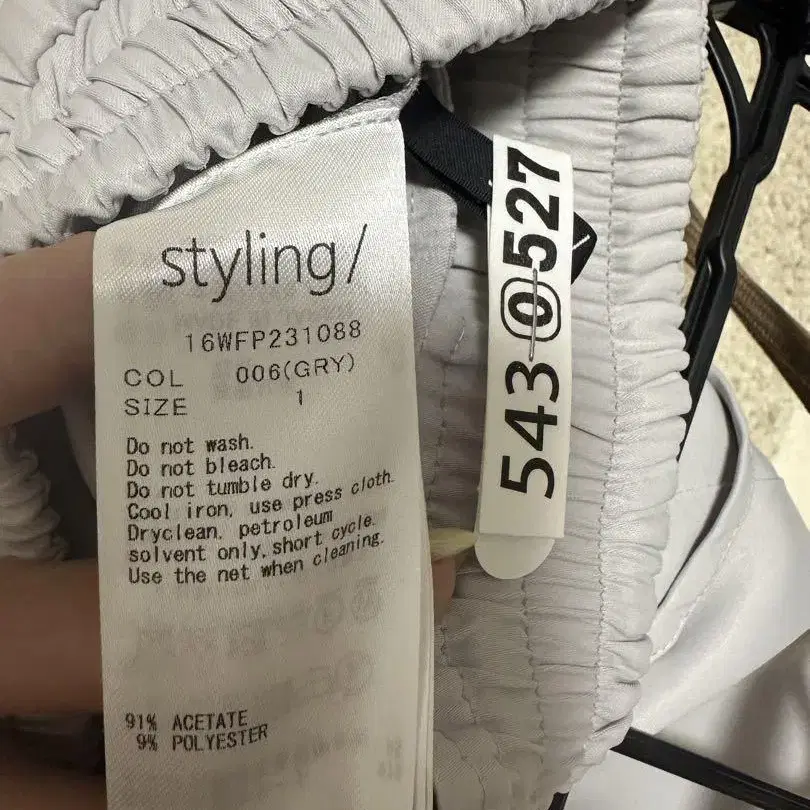 styling/
16WFP231088
COL 006(GRY)
SIZE 1
Do not wash.
Do not bleach.
Do not tumble dry.
Cool iron, use press cloth.
Dryclean, petroleum
solvent only, short cycle.
Use the net when cleaning.
91% ACETATE
9% POLYESTER
543 0527